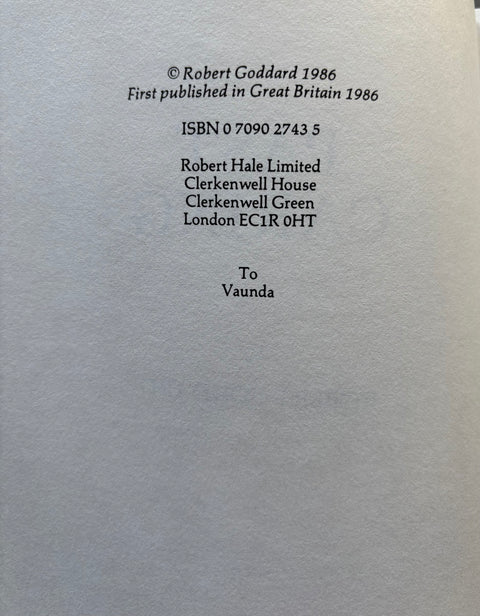 © Robert Goddard 1986
First published in Great Britain 1986
ISBN 0 7090 2743 5
Robert Hale Limited
Clerkenwell House
Clerkenwell Green
London EC1R 0HT
To
Vaunda